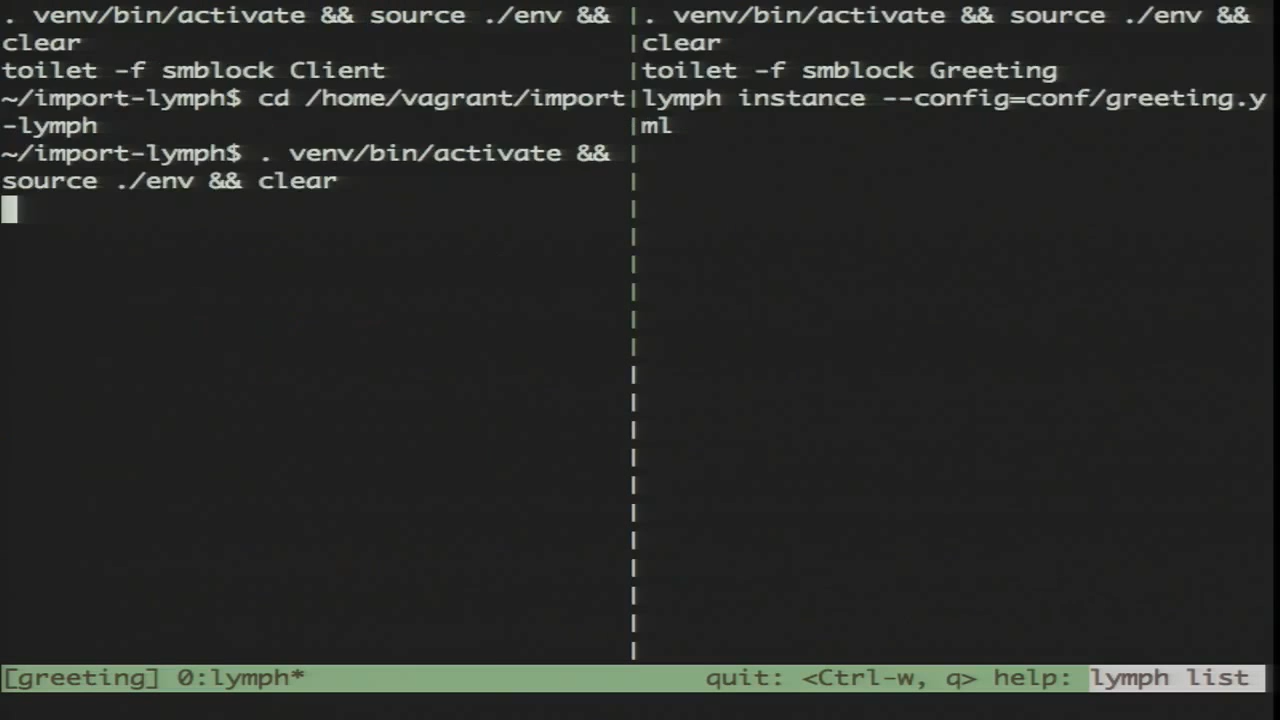 . venv/bin/activate && source ./env &&
clear
toilet -f smblock Client
~/import-lymph$ cd /home/vagrant/import
-lymph
~/import-lymph$ . venv/bin/activate &&
source ./env && clear
. venv/bin/activate && source ./env &&
clear
toilet -f smblock Greeting
lymph instance --config=conf/greeting.y
ml
[greeting] 0:lymph* quit: <Ctrl-w, q> help: lymph list